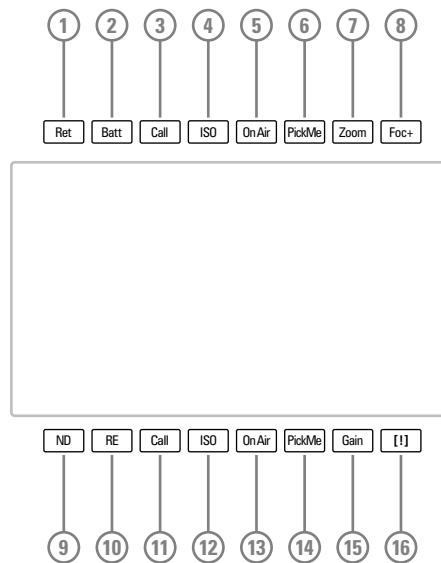 1 2 3 4 5 6 7 8
Ret Batt Call ISO On Air PickMe Zoom Foc+
ND RE Call ISO On Air PickMe Gain [!]
9 10 11 12 13 14 15 16